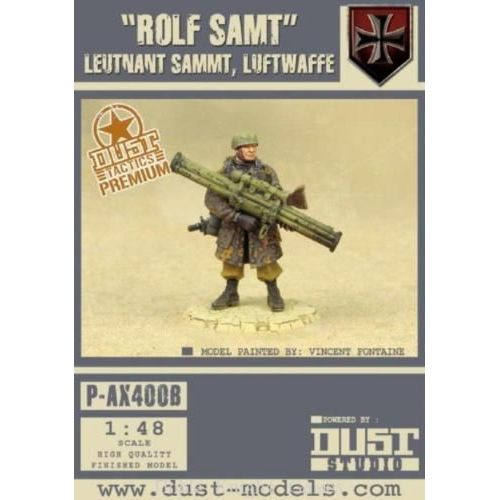 "ROLF SAMT"
LEUTNANT SAMMT, LUFTWAFFE
DUST
TACTICS
PREMIUM
MODEL PAINTED BY: VINCENT FONTAINE
P-AX400B
1:48
SCALE
HIGH QUALITY
FINISHED MODEL
POWERED BY :
DUST
STUDIO
www.dust-models.com